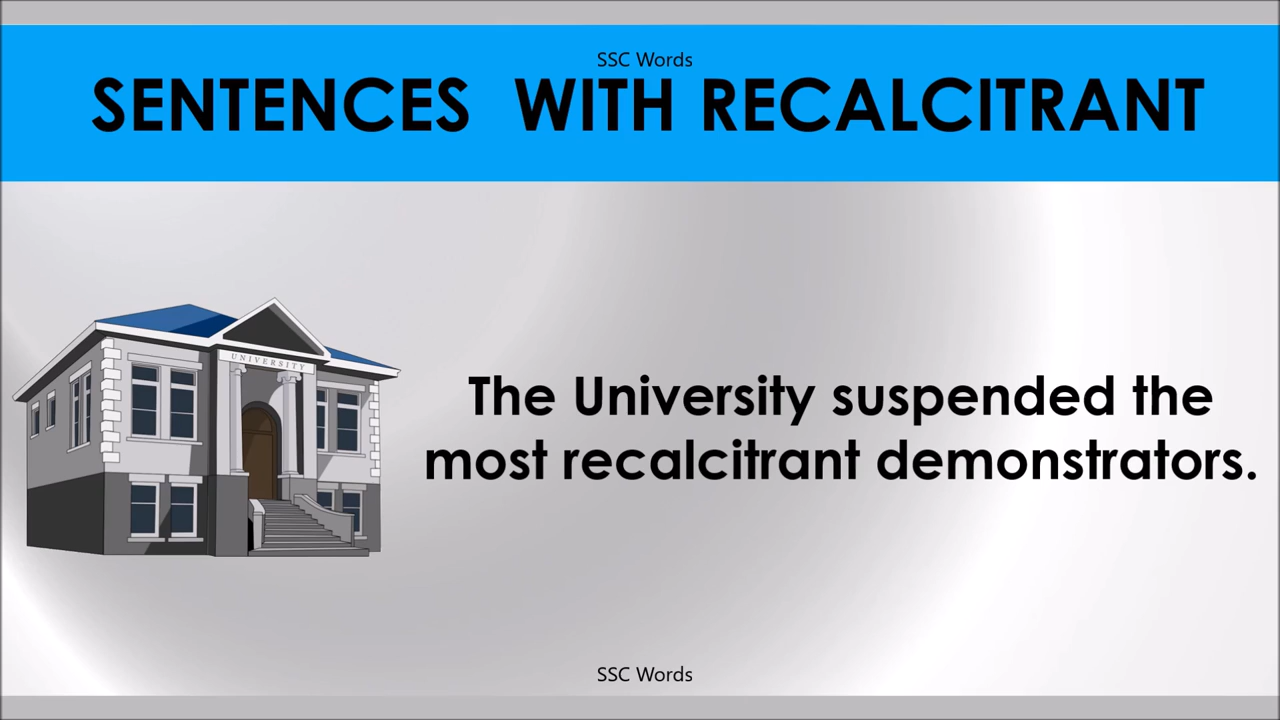 SSC Words
SENTENCES WITH RECALCITRANT
UNIVERSITY
The University suspended the
most recalcitrant demonstrators.
SSC Words